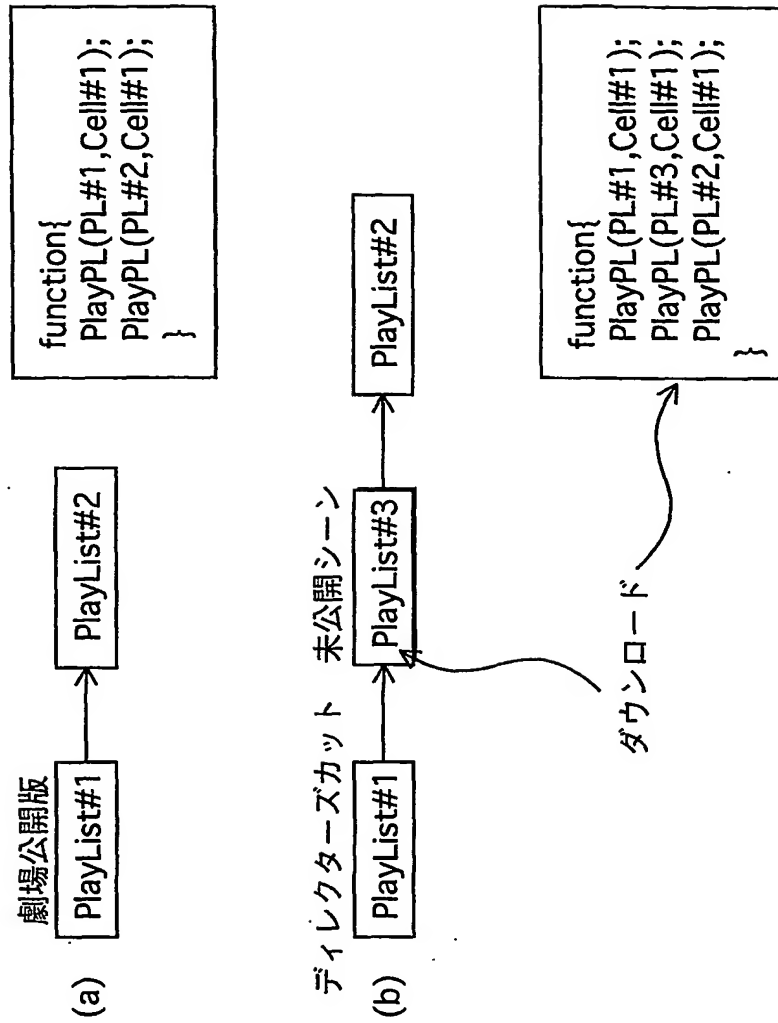 (a)
劇場公開版
PlayList#1
PlayList#2
function{
PlayPL(PL#1,Cell#1);
PlayPL(PL#2,Cell#1);
}
(b)
ディレクターズカット
未公開シーン
PlayList#1
PlayList#3
PlayList#2
ダウンロード
function{
PlayPL(PL#1,Cell#1);
PlayPL(PL#3,Cell#1);
PlayPL(PL#2,Cell#1);
}